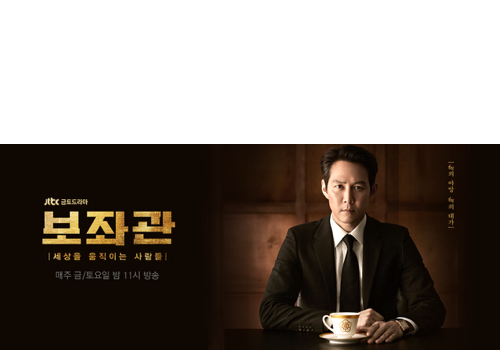 jtbc 금토드라마
보좌관
세상을 움직이는 사람들
매주 금/토요일 밤 11시 방송